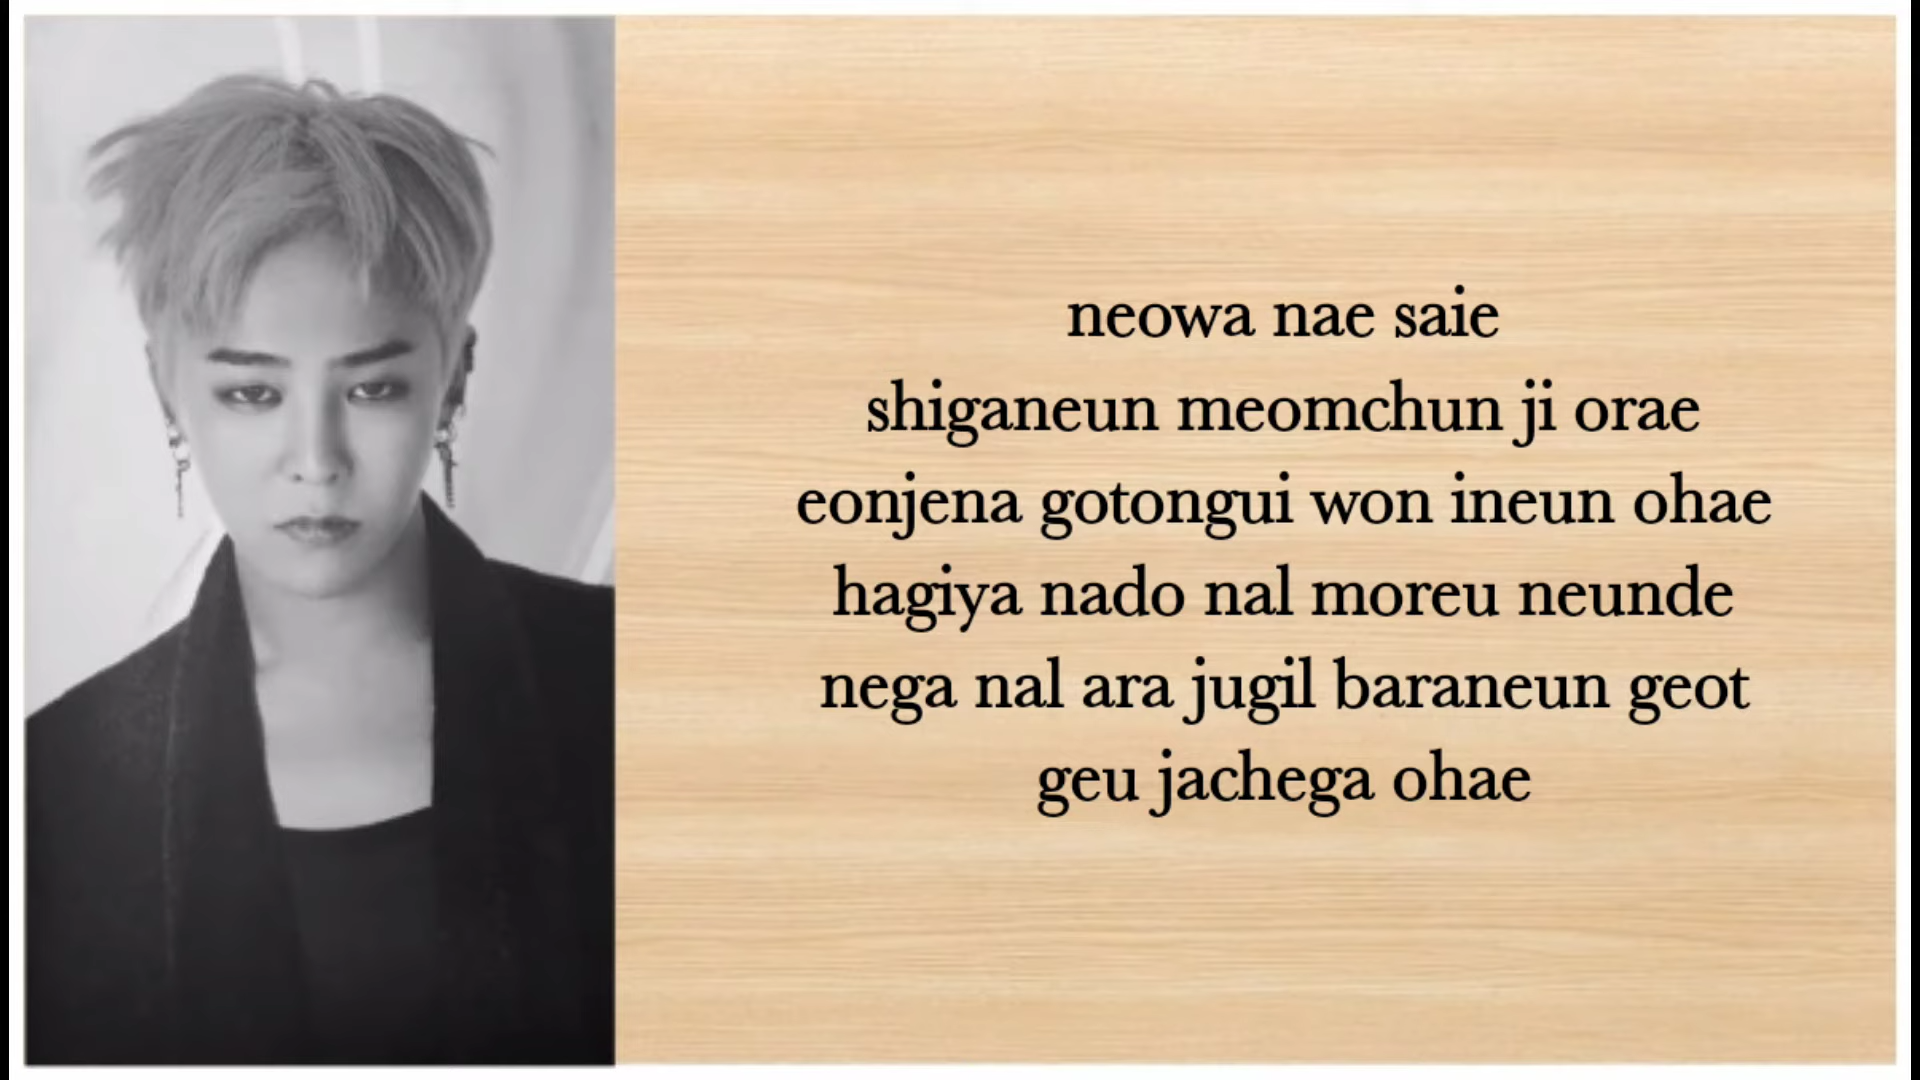 neowa nae saie
shiganeun meomchun ji orae
eonjena gotongui won ineun ohae
hagiya nado nal moreu neunde
nega nal ara jugil baraneun geot
geu jachega ohae